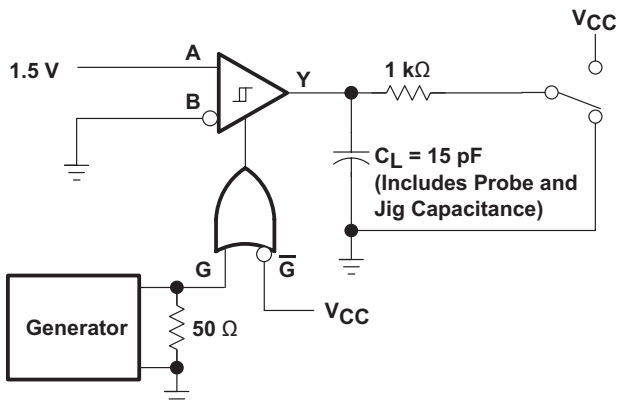 VCC
A
1.5 V
Y
1 kΩ
B
CL = 15 pF
(Includes Probe and
Jig Capacitance)
G
G̅
VCC
Generator
50 Ω